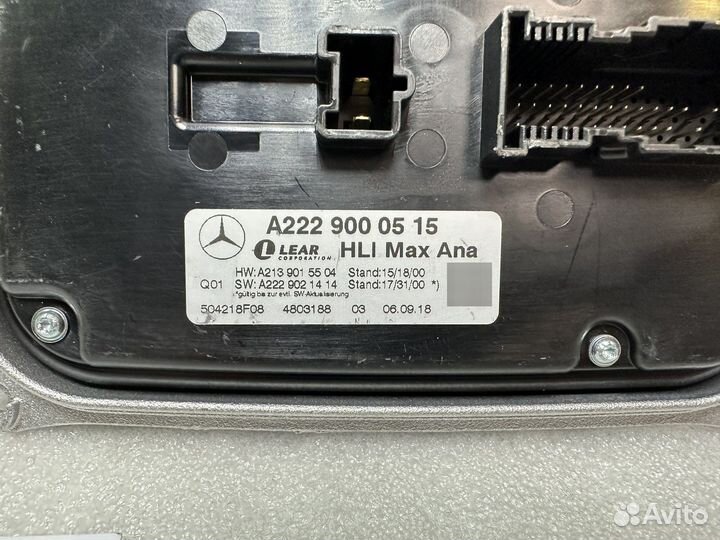 A222 900 05 15
LEAR CORPORATION HLI Max Ana
HW:A213 901 55 04 Stand:15/18/00
Q01 SW:A222 902 14 14 Stand:17/31/00 *)
*gültig bis zur evtl. SW-Aktualisierung
504218F08 4803188 03 06.09.18
Avito